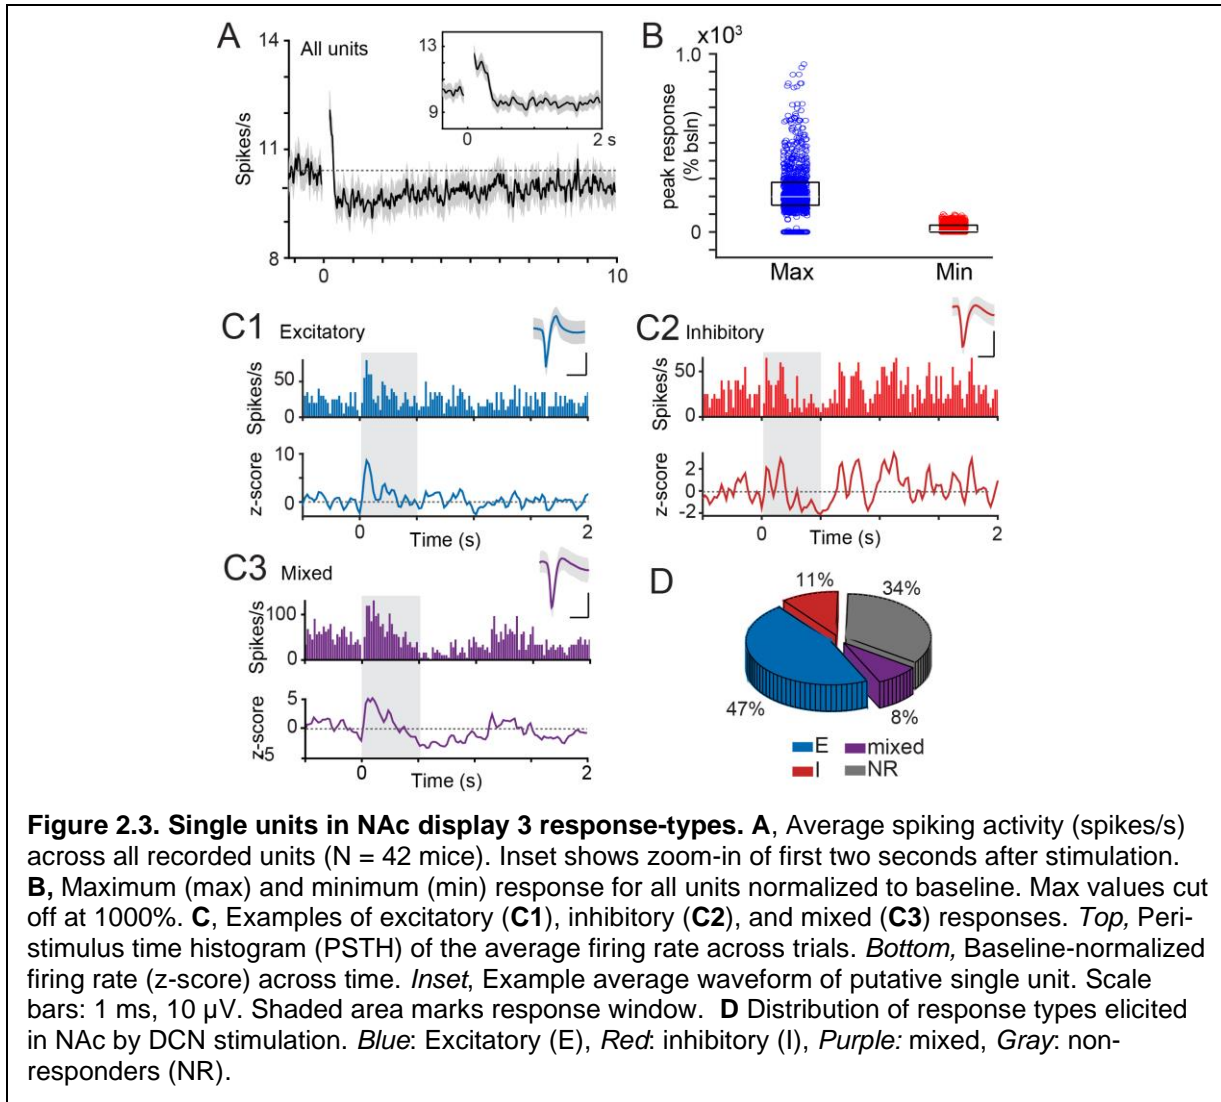 A
14
All units
11
8
Spikes/s
0
10
13
9
0
2 s
B
x10³
1.0
0
peak response
(% bsln)
Max
Min
C1 Excitatory
Spikes/s
50
0
z-score
10
0
0
2
Time (s)
C2 Inhibitory
Spikes/s
50
0
z-score
2
0
-2
0
2
Time (s)
C3 Mixed
Spikes/s
100
0
z-score
5
0
-5
0
2
Time (s)
D
11%
34%
47%
8%
E
mixed
I
NR
Figure 2.3. Single units in NAc display 3 response-types. A, Average spiking activity (spikes/s)
across all recorded units (N = 42 mice). Inset shows zoom-in of first two seconds after stimulation.
B, Maximum (max) and minimum (min) response for all units normalized to baseline. Max values cut
off at 1000%. C, Examples of excitatory (C1), inhibitory (C2), and mixed (C3) responses. Top, Peri-
stimulus time histogram (PSTH) of the average firing rate across trials. Bottom, Baseline-normalized
firing rate (z-score) across time. Inset, Example average waveform of putative single unit. Scale
bars: 1 ms, 10 µV. Shaded area marks response window. D Distribution of response types elicited
in NAc by DCN stimulation. Blue: Excitatory (E), Red: inhibitory (I), Purple: mixed, Gray: non-
responders (NR).